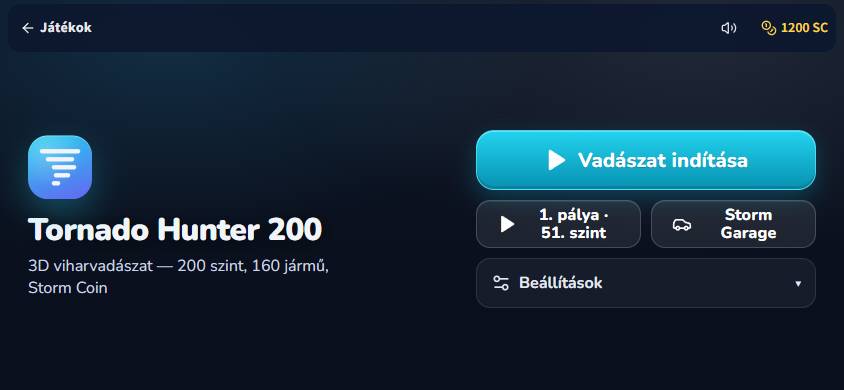 Játékok
1200 SC
Tornado Hunter 200
3D viharvadászat — 200 szint, 160 jármű,
Storm Coin
Vadászat indítása
1. pálya ·
51. szint
Storm
Garage
Beállítások